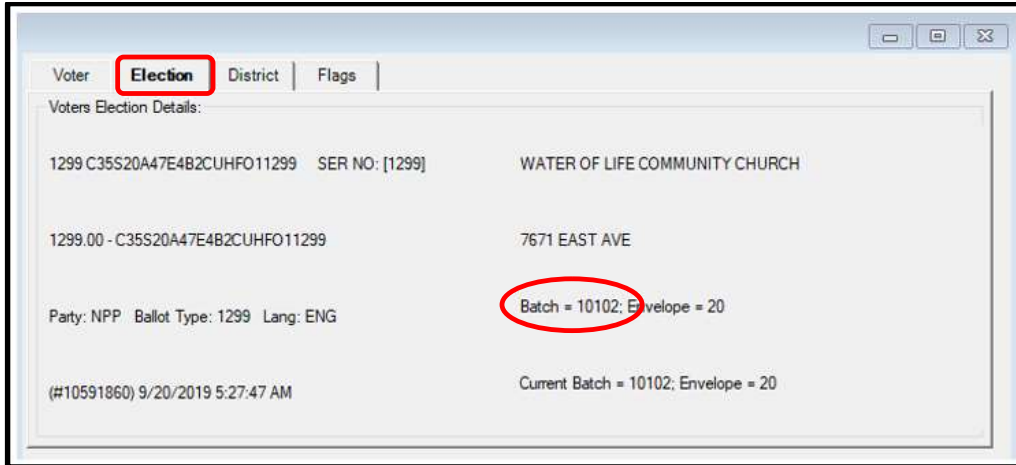 Voter Election District Flags
Voters Election Details:
1299 C35S20A47E4B2CUHFO11299 SER NO: [1299] WATER OF LIFE COMMUNITY CHURCH
1299.00 - C35S20A47E4B2CUHFO11299 7671 EAST AVE
Party: NPP Ballot Type: 1299 Lang: ENG Batch = 10102; Envelope = 20
(#10591860) 9/20/2019 5:27:47 AM Current Batch = 10102; Envelope = 20